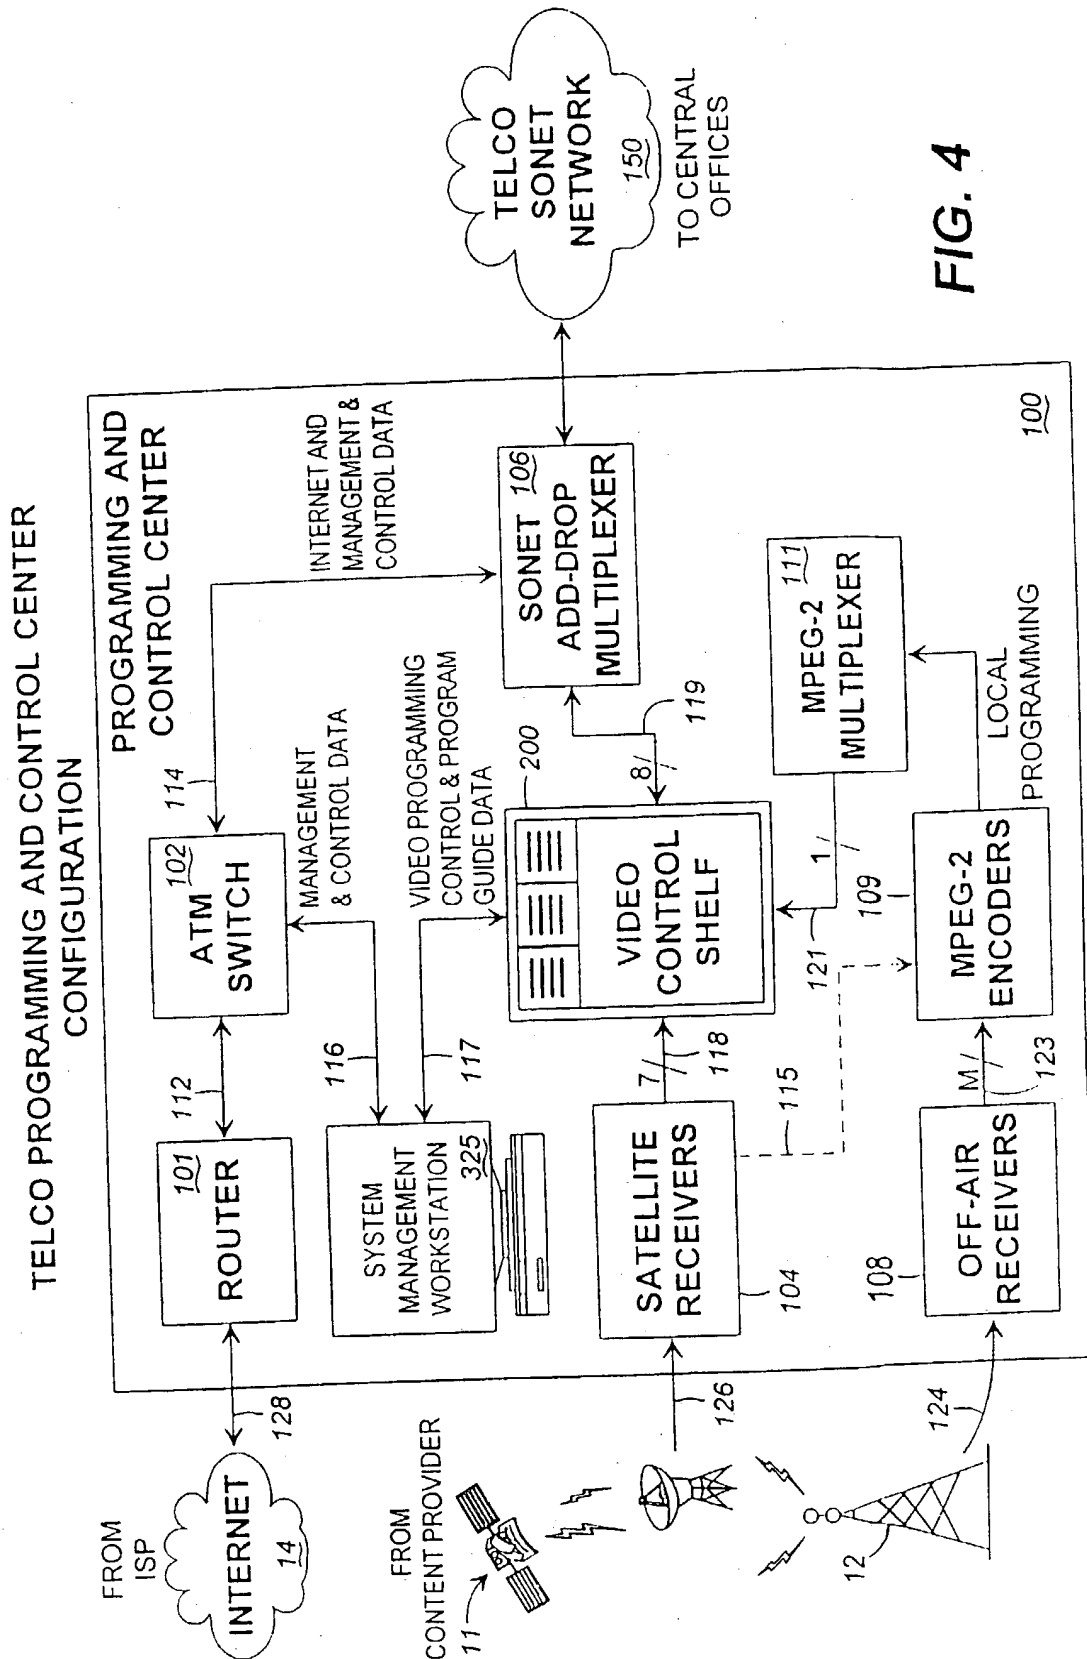 TELCO PROGRAMMING AND CONTROL CENTER
CONFIGURATION
PROGRAMMING AND
CONTROL CENTER
100
FROM
ISP
INTERNET
14
128
ROUTER
101
112
ATM
SWITCH
102
114
INTERNET AND
MANAGEMENT &
CONTROL DATA
MANAGEMENT
& CONTROL DATA
116
SYSTEM
MANAGEMENT
WORKSTATION
325
117
VIDEO PROGRAMMING
CONTROL & PROGRAM
GUIDE DATA
200
VIDEO
CONTROL
SHELF
8
119
SONET
ADD-DROP
MULTIPLEXER
106
TELCO
SONET
NETWORK
150
TO CENTRAL
OFFICES
FROM
CONTENT PROVIDER
11
126
SATELLITE
RECEIVERS
104
7
118
115
121
1
MPEG-2
MULTIPLEXER
111
12
124
108
OFF-AIR
RECEIVERS
M
123
109
MPEG-2
ENCODERS
LOCAL
PROGRAMMING
FIG. 4